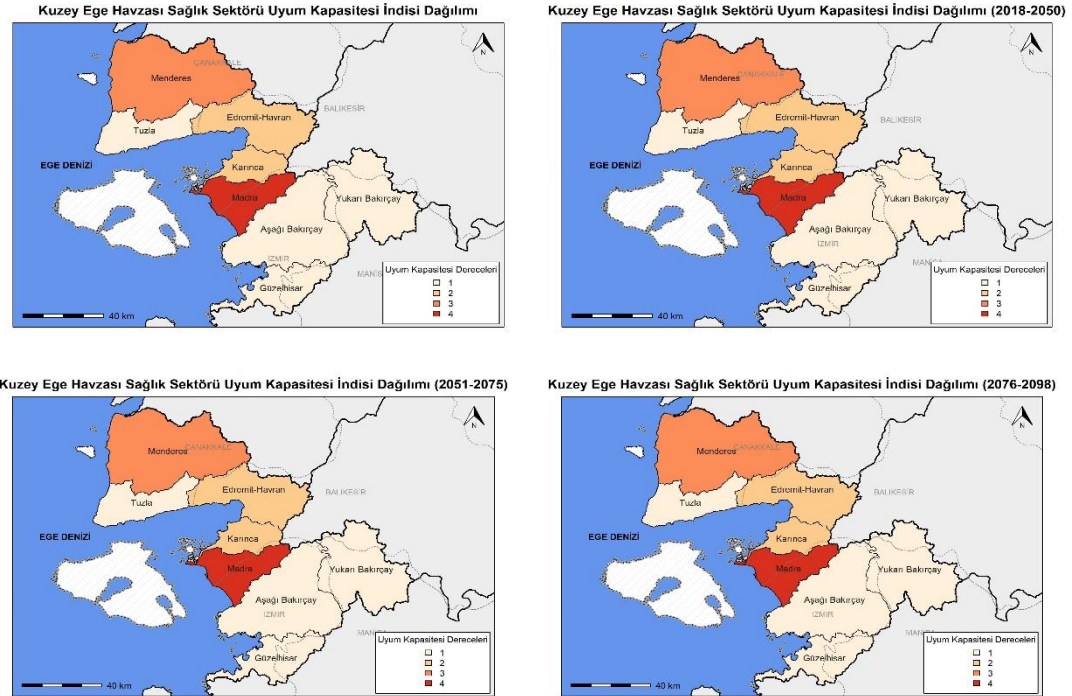 Kuzey Ege Havzası Sağlık Sektörü Uyum Kapasitesi İndisi Dağılımı
N
ÇANAKKALE
Menderes
BALIKESİR
Edremit-Havran
Tuzla
EGE DENİZİ
Karınca
Madra
Yukarı Bakırçay
Aşağı Bakırçay
İZMİR
MANİSA
Güzelhisar
Uyum Kapasitesi Dereceleri
1
2
3
4
40 km
Kuzey Ege Havzası Sağlık Sektörü Uyum Kapasitesi İndisi Dağılımı (2018-2050)
N
ÇANAKKALE
Menderes
BALIKESİR
Edremit-Havran
Tuzla
EGE DENİZİ
Karınca
Madra
Yukarı Bakırçay
Aşağı Bakırçay
İZMİR
MANİSA
Güzelhisar
Uyum Kapasitesi Dereceleri
1
2
3
4
40 km
Kuzey Ege Havzası Sağlık Sektörü Uyum Kapasitesi İndisi Dağılımı (2051-2075)
N
ÇANAKKALE
Menderes
BALIKESİR
Edremit-Havran
Tuzla
EGE DENİZİ
Karınca
Madra
Yukarı Bakırçay
Aşağı Bakırçay
İZMİR
MANİSA
Güzelhisar
Uyum Kapasitesi Dereceleri
1
2
3
4
40 km
Kuzey Ege Havzası Sağlık Sektörü Uyum Kapasitesi İndisi Dağılımı (2076-2098)
N
ÇANAKKALE
Menderes
BALIKESİR
Edremit-Havran
Tuzla
EGE DENİZİ
Karınca
Madra
Yukarı Bakırçay
Aşağı Bakırçay
İZMİR
MANİSA
Güzelhisar
Uyum Kapasitesi Dereceleri
1
2
3
4
40 km